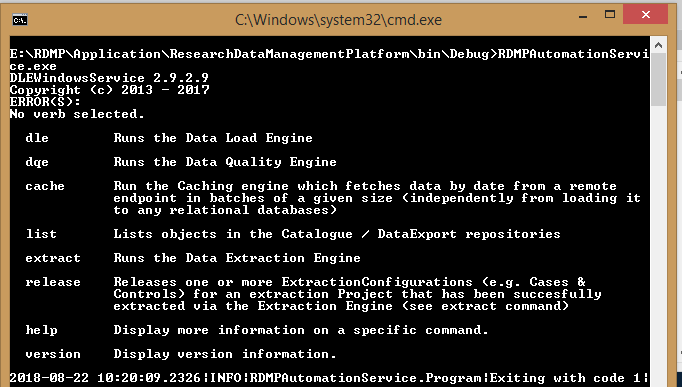 C:\Windows\system32\cmd.exe
E:\RDMP\Application\ResearchDataManagementPlatform\bin\Debug>RDMPAutomationServi
ce.exe
DLEWindowsService 2.9.2.9
Copyright (c) 2013 - 2017
ERROR(S):
No verb selected.
dle Runs the Data Load Engine
dqe Runs the Data Quality Engine
cache Run the Caching engine which fetches data by date from a remote
endpoint in batches of a given size (independently from loading it
to any relational databases)
list Lists objects in the Catalogue / DataExport repositories
extract Runs the Data Extraction Engine
release Releases one or more ExtractionConfigurations (e.g. Cases &
Controls) for an extraction Project that has been succesfully
extracted via the Extraction Engine (see extract command)
help Display more information on a specific command.
version Display version information.
2018-08-22 10:20:09.2326|INFO|RDMPAutomationService.Program|Exiting with code 1|